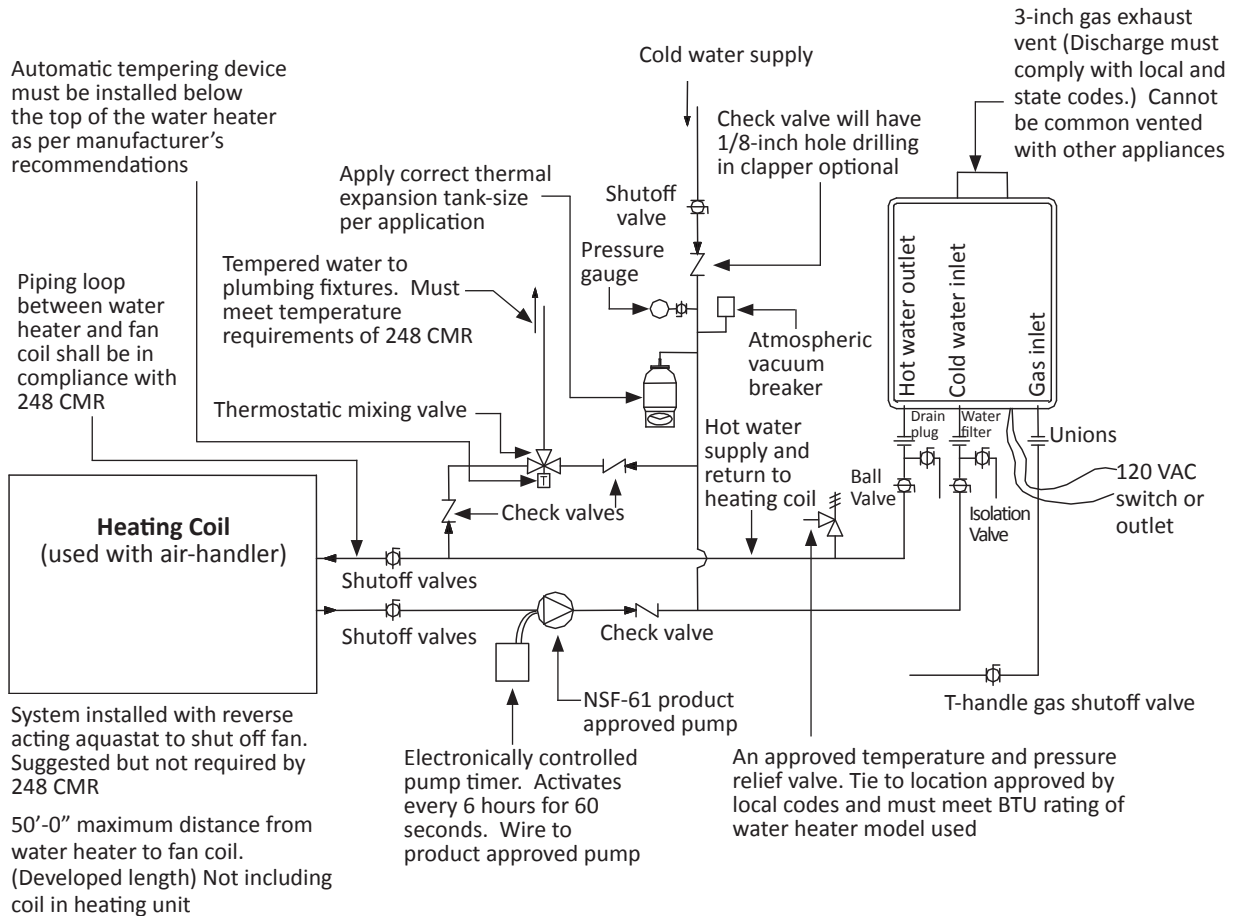 Cold water supply
3-inch gas exhaust
vent (Discharge must
comply with local and
state codes.)  Cannot
be common vented
with other appliances
Automatic tempering device
must be installed below
the top of the water heater
as per manufacturer’s
recommendations
Check valve will have
1/8-inch hole drilling
in clapper optional
Apply correct thermal
expansion tank-size
per application
Shutoff
valve
Pressure
gauge
Tempered water to
plumbing fixtures.  Must
meet temperature
requirements of 248 CMR
Piping loop
between water
heater and fan
coil shall be in
compliance with
248 CMR
Atmospheric
vacuum
breaker
Hot water outlet
Cold water inlet
Gas inlet
Thermostatic mixing valve
Hot water
supply and
return to
heating coil
Drain
plug
Water
filter
Unions
Ball
Valve
Isolation
Valve
120 VAC
switch or
outlet
T
Check valves
Heating Coil
(used with air-handler)
Shutoff valves
Shutoff valves
Check valve
NSF-61 product
approved pump
T-handle gas shutoff valve
System installed with reverse
acting aquastat to shut off fan.
Suggested but not required by
248 CMR
50’-0” maximum distance from
water heater to fan coil.
(Developed length) Not including
coil in heating unit
Electronically controlled
pump timer.  Activates
every 6 hours for 60
seconds.  Wire to
product approved pump
An approved temperature and pressure
relief valve. Tie to location approved by
local codes and must meet BTU rating of
water heater model used